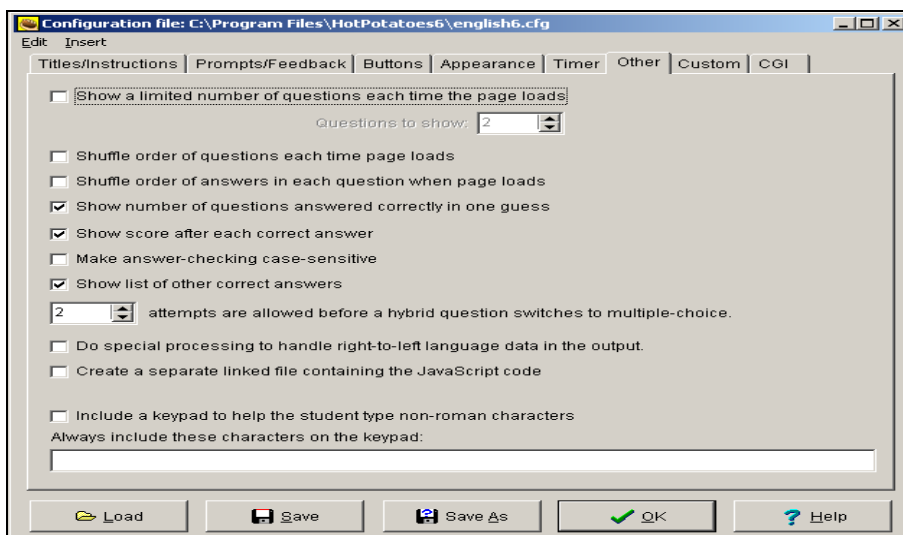 Configuration file: C:\Program Files\HotPotatoes6\english6.cfg
Edit Insert
Titles/Instructions Prompts/Feedback Buttons Appearance Timer Other Custom CGI
Show a limited number of questions each time the page loads
Questions to show: 2
Shuffle order of questions each time page loads
Shuffle order of answers in each question when page loads
Show number of questions answered correctly in one guess
Show score after each correct answer
Make answer-checking case-sensitive
Show list of other correct answers
2 attempts are allowed before a hybrid question switches to multiple-choice.
Do special processing to handle right-to-left language data in the output.
Create a separate linked file containing the JavaScript code
Include a keypad to help the student type non-roman characters
Always include these characters on the keypad:
Load Save Save As OK Help